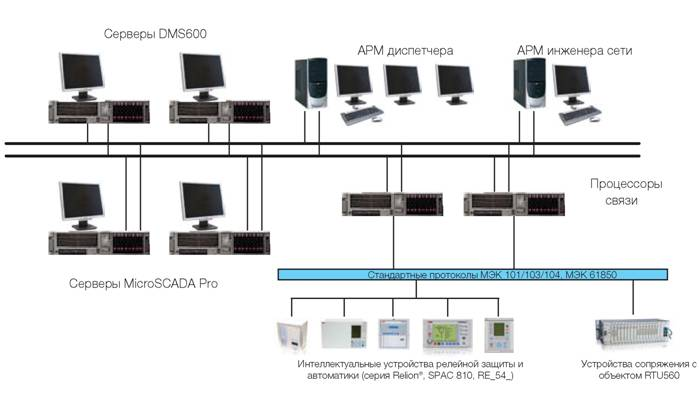 Серверы DMS600
АРМ диспетчера
АРМ инженера сети
Процессоры
связи
Серверы MicroSCADA Pro
Стандартные протоколы МЭК 101/103/104, МЭК 61850
Интеллектуальные устройства релейной защиты и
автоматики (серия Relion®, SPAC 810, RE_54_)
Устройства сопряжения с
объектом RTU560